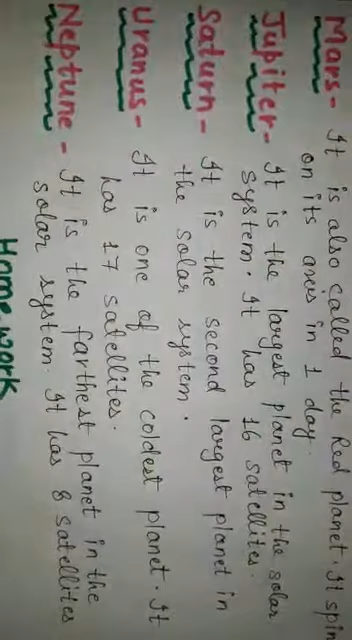 Mars- It is also called the Red planet. It spin
on its axis in 1 day.
Jupiter- It is the largest planet in the solar
system. It has 16 satellites.
Saturn- It is the second largest planet in
the solar system.
Uranus- It is one of the coldest planet. It
has 17 satellites.
Neptune- It is the farthest planet in the
solar system. It has 8 satellites
Home work